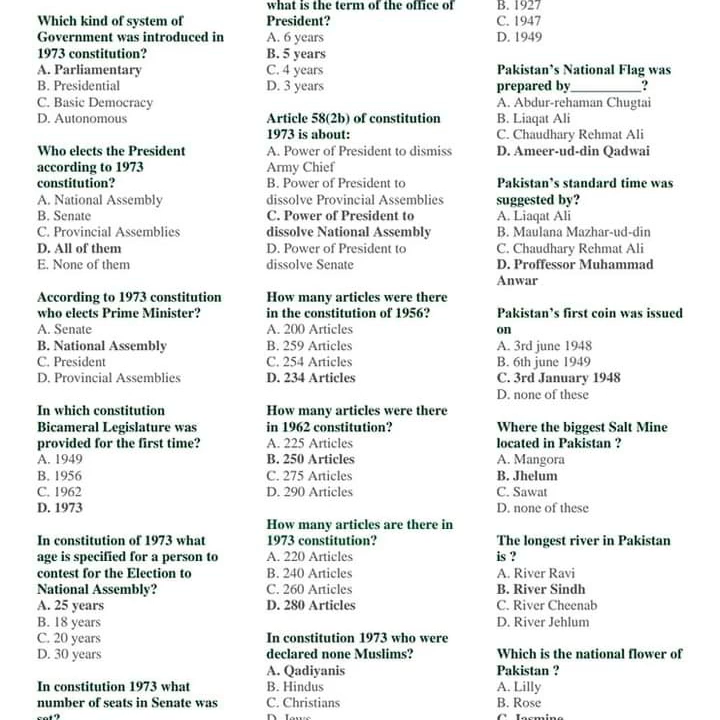 Which kind of system of
Government was introduced in
1973 constitution?
A. Parliamentary
B. Presidential
C. Basic Democracy
D. Autonomous
Who elects the President
according to 1973
constitution?
A. National Assembly
B. Senate
C. Provincial Assemblies
D. All of them
E. None of them
According to 1973 constitution
who elects Prime Minister?
A. Senate
B. National Assembly
C. President
D. Provincial Assemblies
In which constitution
Bicameral Legislature was
provided for the first time?
A. 1949
B. 1956
C. 1962
D. 1973
In constitution of 1973 what
age is specified for a person to
contest for the Election to
National Assembly?
A. 25 years
B. 18 years
C. 20 years
D. 30 years
In constitution 1973 what
number of seats in Senate was
set?
what is the term of the office of
President?
A. 6 years
B. 5 years
C. 4 years
D. 3 years
Article 58(2b) of constitution
1973 is about:
A. Power of President to dismiss
Army Chief
B. Power of President to
dissolve Provincial Assemblies
C. Power of President to
dissolve National Assembly
D. Power of President to
dissolve Senate
How many articles were there
in the constitution of 1956?
A. 200 Articles
B. 259 Articles
C. 254 Articles
D. 234 Articles
How many articles were there
in 1962 constitution?
A. 225 Articles
B. 250 Articles
C. 275 Articles
D. 290 Articles
How many articles are there in
1973 constitution?
A. 220 Articles
B. 240 Articles
C. 260 Articles
D. 280 Articles
In constitution 1973 who were
declared none Muslims?
A. Qadiyanis
B. Hindus
C. Christians
D. Jews
B. 1927
C. 1947
D. 1949
Pakistan's National Flag was
prepared by__________?
A. Abdur-rehaman Chugtai
B. Liaqat Ali
C. Chaudhary Rehmat Ali
D. Ameer-ud-din Qadwai
Pakistan's standard time was
suggested by?
A. Liaqat Ali
B. Maulana Mazhar-ud-din
C. Chaudhary Rehmat Ali
D. Proffessor Muhammad
Anwar
Pakistan's first coin was issued
on
A. 3rd june 1948
B. 6th june 1949
C. 3rd January 1948
D. none of these
Where the biggest Salt Mine
located in Pakistan ?
A. Mangora
B. Jhelum
C. Sawat
D. none of these
The longest river in Pakistan
is ?
A. River Ravi
B. River Sindh
C. River Cheenab
D. River Jehlum
Which is the national flower of
Pakistan ?
A. Lilly
B. Rose
C. Jasmine